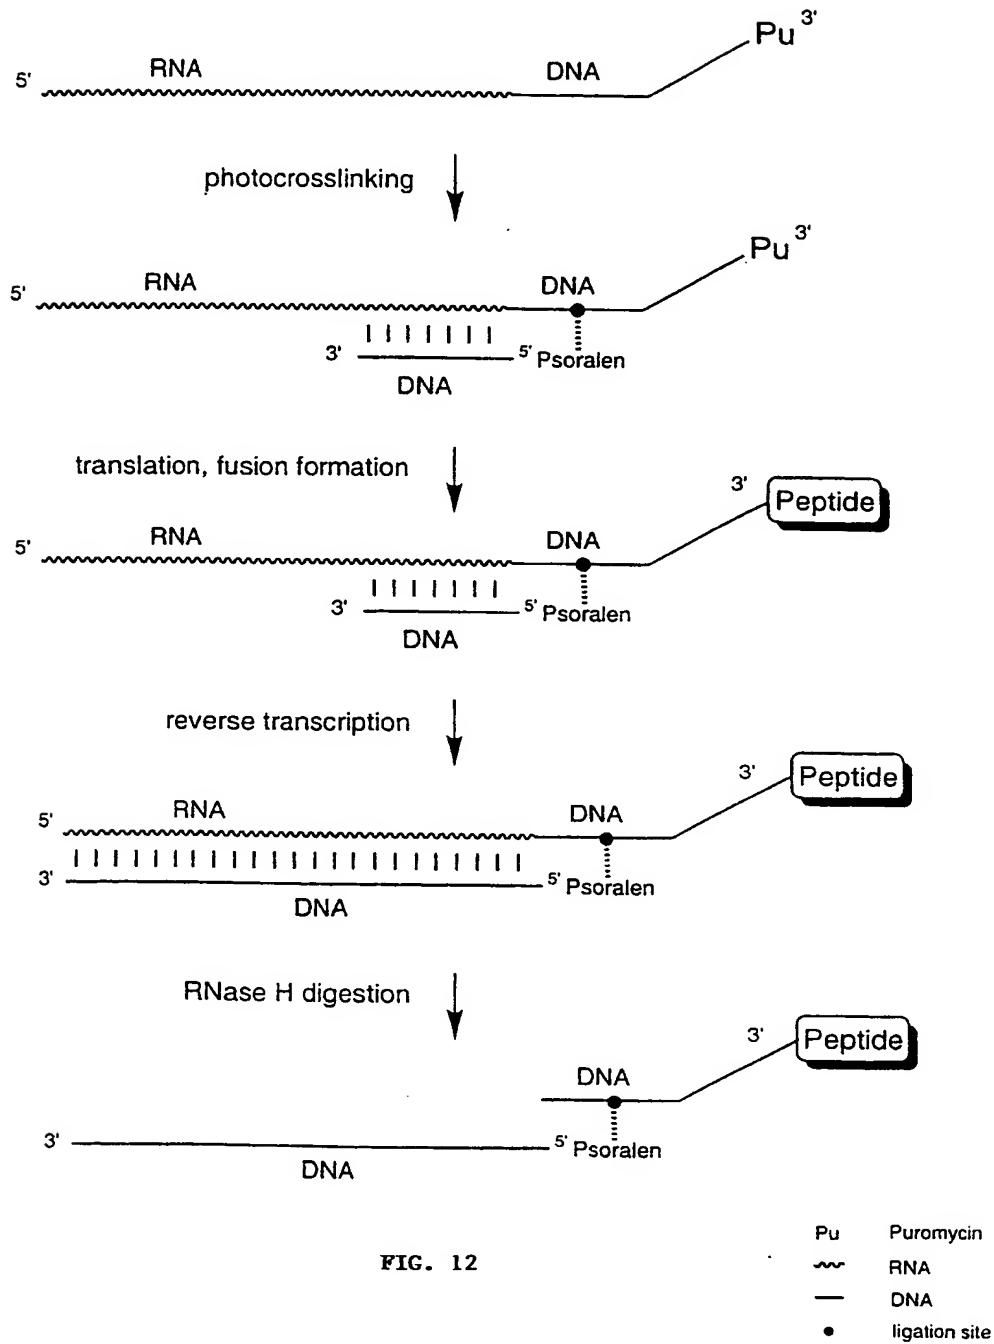 Pu 3'
5' RNA DNA
photocrosslinking
Pu 3'
5' RNA DNA
3' 5' Psoralen
DNA
translation, fusion formation
3' Peptide
5' RNA DNA
3' 5' Psoralen
DNA
reverse transcription
3' Peptide
5' RNA DNA
3' 5' Psoralen
DNA
RNase H digestion
3' Peptide
DNA
3' 5' Psoralen
DNA
FIG. 12
Pu Puromycin
RNA
DNA
ligation site